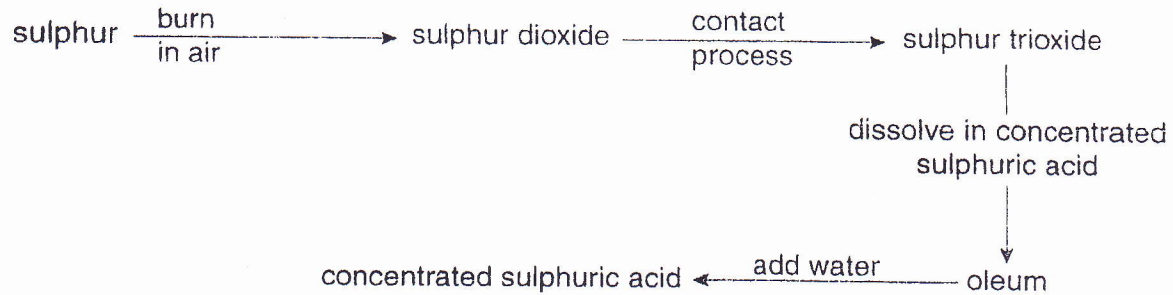 sulphur
burn
in air
sulphur dioxide
contact
process
sulphur trioxide
dissolve in concentrated
sulphuric acid
oleum
add water
concentrated sulphuric acid